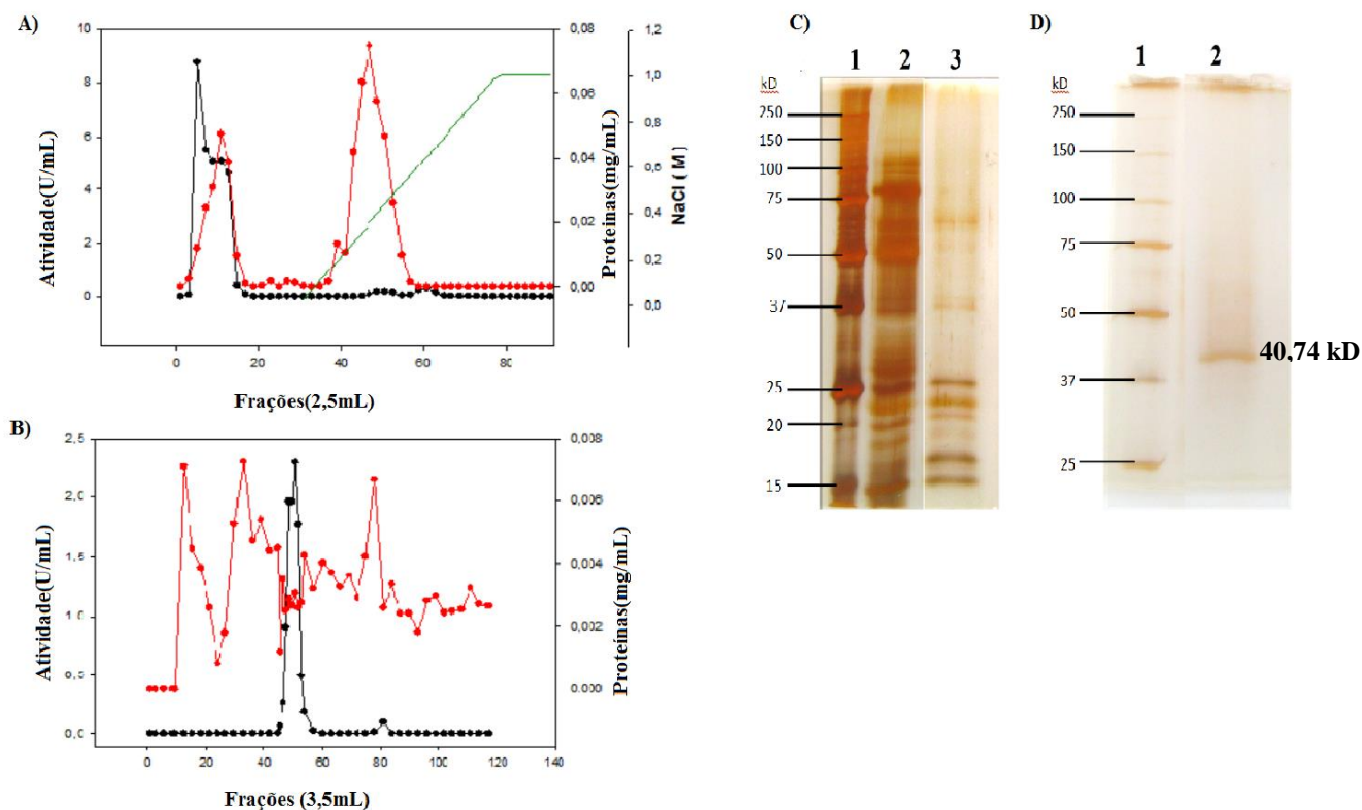 A)
Atividade(U/mL)
10
8
6
4
2
0
0,08
0,06
0,04
0,02
0,00
Proteínas(mg/mL)
1,2
1,0
0,8
0,6
0,4
0,2
0,0
NaCl ( M )
0 20 40 60 80
Frações(2,5mL)
B)
Atividade(U/mL)
2,5
2,0
1,5
1,0
0,5
0,0
0,008
0,006
0,004
0,002
0,000
Proteínas(mg/mL)
0 20 40 60 80 100 120 140
Frações (3,5mL)
C)
1 2 3
kD
250
150
100
75
50
37
25
20
15
D)
1 2
kD
250
150
100
75
50
37
25
40,74 kD